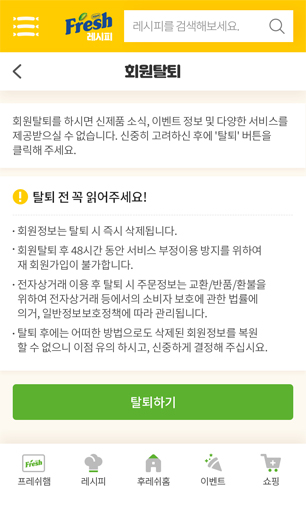 Fresh
레시피
레시피를 검색해보세요.
회원탈퇴
회원탈퇴를 하시면 신제품 소식, 이벤트 정보 및 다양한 서비스를
제공받으실 수 없습니다. 신중히 고려하신 후에 '탈퇴' 버튼을
클릭해 주세요.
! 탈퇴 전 꼭 읽어주세요!
· 회원정보는 탈퇴 시 즉시 삭제됩니다.
· 회원탈퇴 후 48시간 동안 서비스 부정이용 방지를 위하여
재 회원가입이 불가합니다.
· 전자상거래 이용 후 탈퇴 시 주문정보는 교환/반품/환불을
위하여 전자상거래 등에서의 소비자 보호에 관한 법률에
의거, 일반정보보호정책에 따라 관리됩니다.
· 탈퇴 후에는 어떠한 방법으로도 삭제된 회원정보를 복원
할 수 없으니 이점 유의 하시고, 신중하게 결정해 주십시요.
탈퇴하기
Fresh
프레쉬햄
레시피
후레쉬홈
이벤트
쇼핑